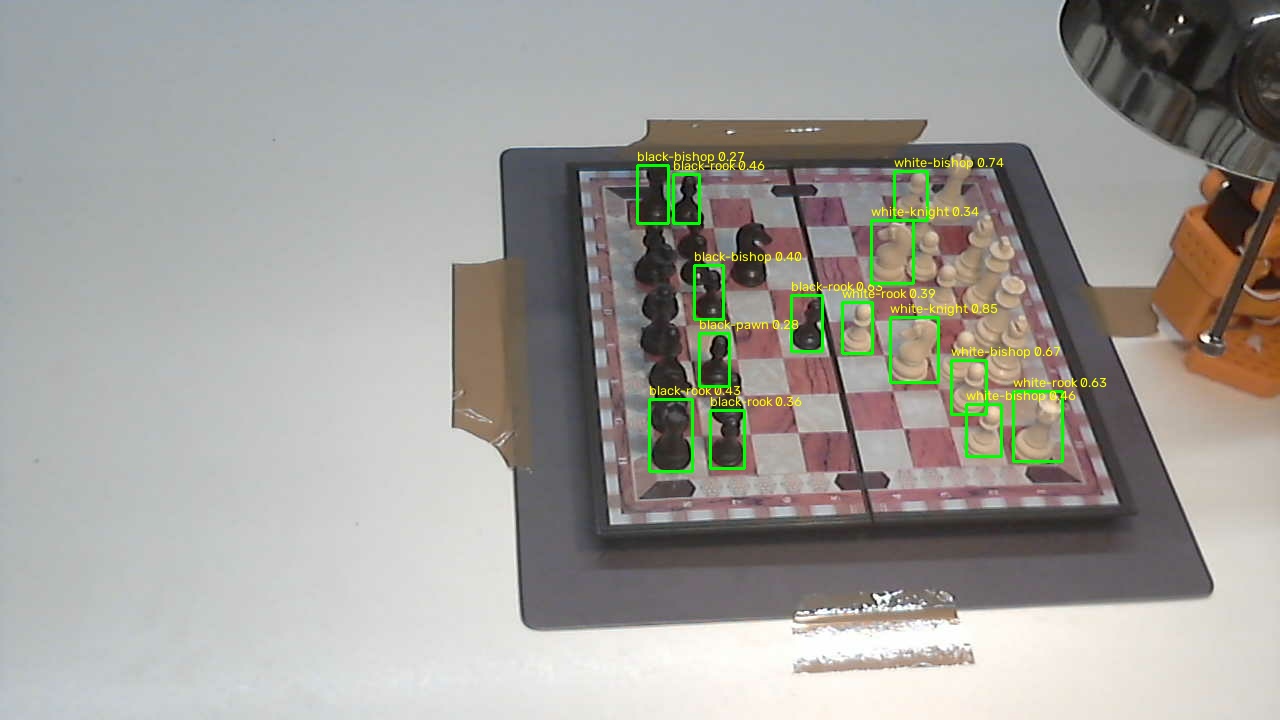 black-bishop 0.27
black-rook 0.46
white-bishop 0.74
white-knight 0.34
black-bishop 0.40
black-rook 0.63
white-rook 0.39
white-knight 0.85
black-pawn 0.28
white-bishop 0.67
white-rook 0.63
black-rook 0.43
white-bishop 0.46
black-rook 0.36